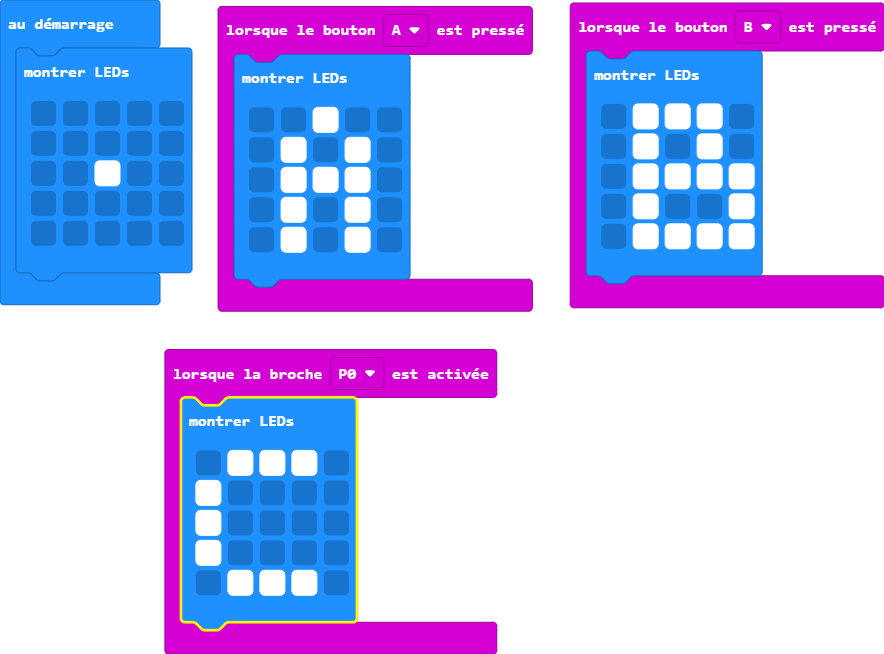 au démarrage
montrer LEDs
lorsque le bouton A est pressé
montrer LEDs
lorsque le bouton B est pressé
montrer LEDs
lorsque la broche P0 est activée
montrer LEDs